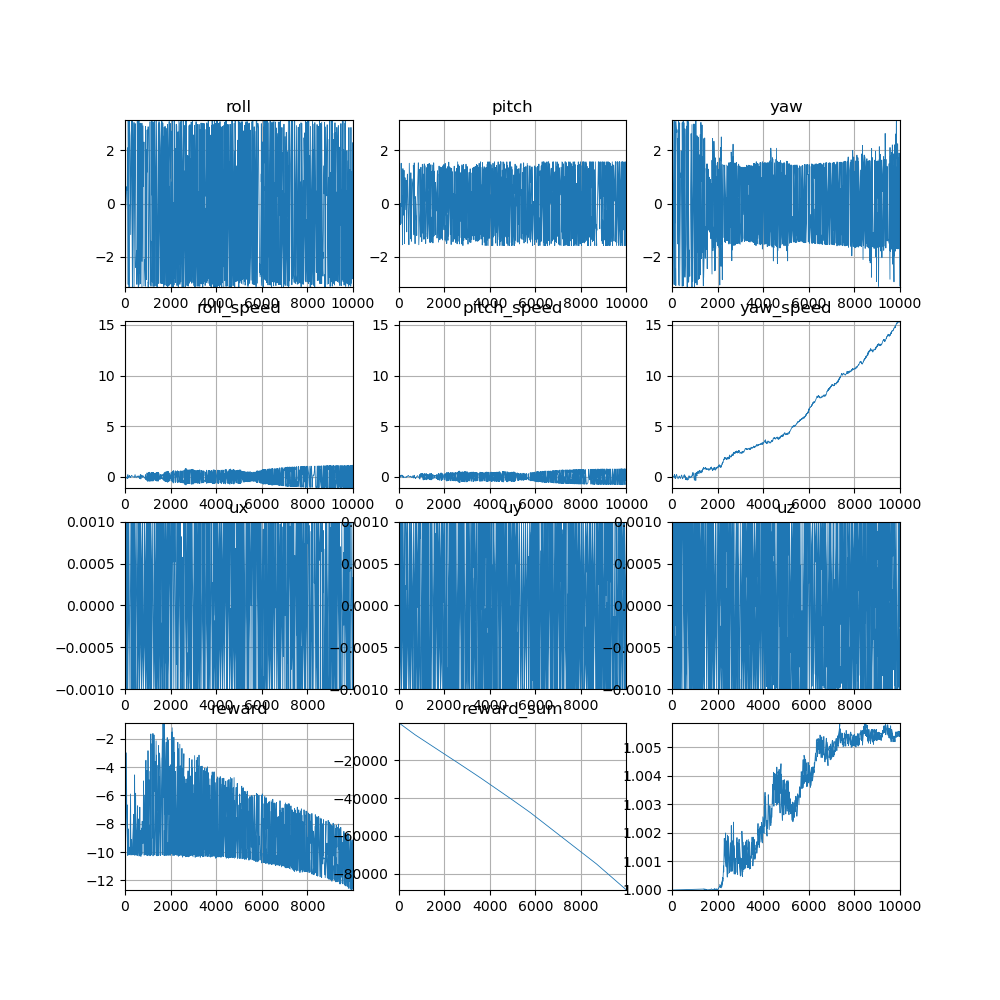 roll pitch yaw
2 2 2
0 0 0
−2 −2 −2
0 2000 4000 6000 8000 10000 0 2000 4000 6000 8000 10000 0 2000 4000 6000 8000 10000
roll_speed pitch_speed yaw_speed
15 15 15
10 10 10
5 5 5
0 0 0
0 2000 4000 6000 8000 10000 0 2000 4000 6000 8000 10000 0 2000 4000 6000 8000 10000
ux uy uz
0.0010 0.0010 0.0010
0.0005 0.0005 0.0005
0.0000 0.0000 0.0000
−0.0005 −0.0005 −0.0005
−0.0010 −0.0010 −0.0010
0 2000 4000 6000 8000 0 2000 4000 6000 8000 0 2000 4000 6000 8000
reward reward_sum
−2
−4 −20000 1.005
−6 1.004
−8 −40000 1.003
−10 −60000 1.002
−12 −80000 1.001
1.000
0 2000 4000 6000 8000 10000 0 2000 4000 6000 8000 0 2000 4000 6000 8000 10000